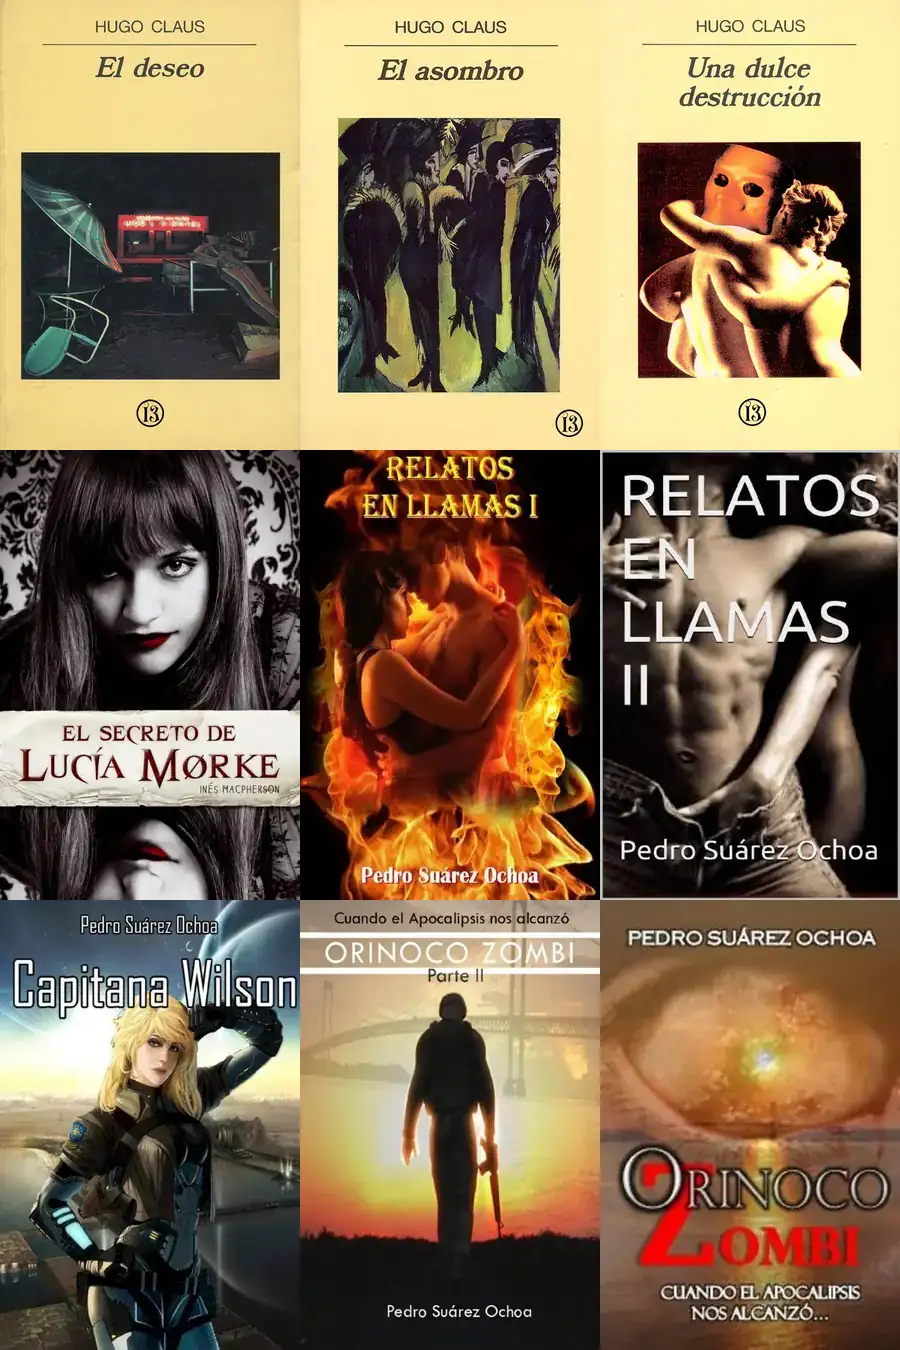 HUGO CLAUS
El deseo
13
HUGO CLAUS
El asombro
13
HUGO CLAUS
Una dulce
destrucción
13
EL SECRETO DE
LUCÍA MØRKE
INÉS MACPHERSON
RELATOS
EN LLAMAS I
Pedro Suárez Ochoa
RELATOS
EN
LLAMAS
II
Pedro Suárez Ochoa
Pedro Suárez Ochoa
Capitana Wilson
Cuando el Apocalipsis nos alcanzó
ORINOCO ZOMBI
Parte II
Pedro Suárez Ochoa
PEDRO SUÁREZ OCHOA
ORINOCO
ZOMBI
CUANDO EL APOCALIPSIS
NOS ALCANZÓ...